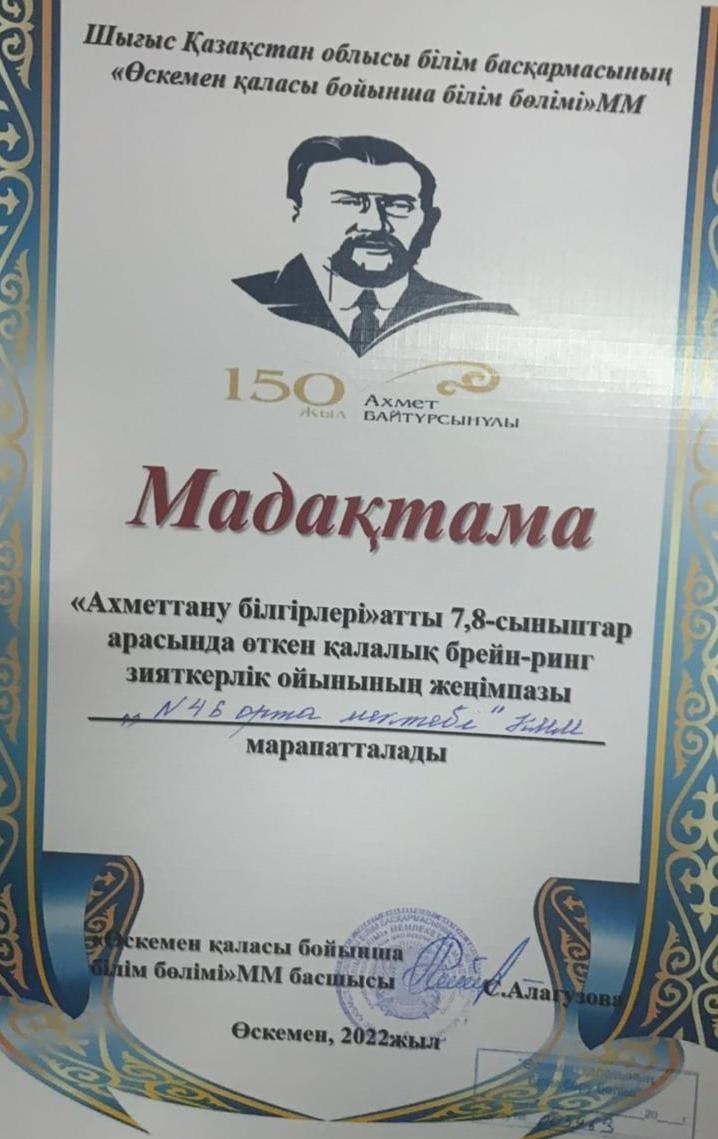 Шығыс Қазақстан облысы білім басқармасының
«Өскемен қаласы бойынша білім бөлімі»ММ
150
жыл
Ахмет
БАЙТҰРСЫНҰЛЫ
Мадақтама
«Ахметтану білгірлері»атты 7,8-сыныптар
арасында өткен қалалық брейн-ринг
зияткерлік ойынының жеңімпазы
„ N46 орта мектебі" КММ
марапатталады
«Өскемен қаласы бойынша
білім бөлімі»ММ басшысы
С.Алагузова
Өскемен, 2022жыл